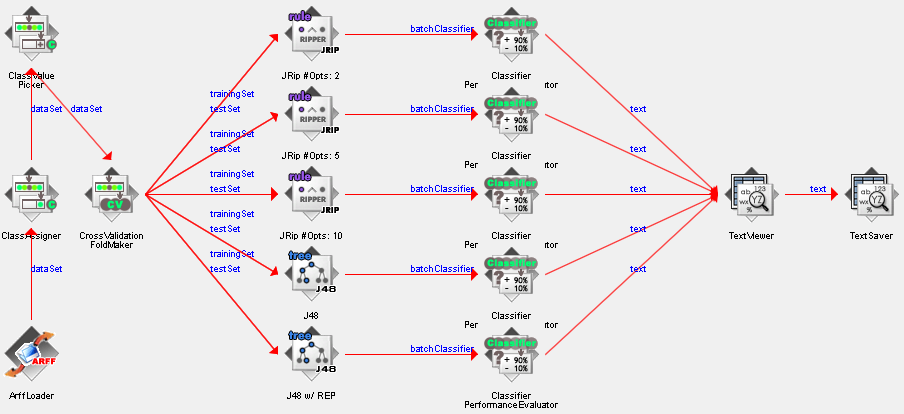 rule
RIPPER
JRip
Classifier
+ 90%
- 10%
C
batchClassifier
ClassValue
Picker
JRip #Opts: 2
Classifier
Per
tor
dataSet
dataSet
trainingSet
testSet
text
rule
RIPPER
JRip
Classifier
+ 90%
- 10%
batchClassifier
trainingSet
testSet
JRip #Opts: 5
Classifier
Per
tor
text
trainingSet
testSet
rule
RIPPER
JRip
Classifier
+ 90%
- 10%
batchClassifier
text
text
C
CV
123
ab
YZ
wx
%
123
ab
YZ
wx
%
ClassAssigner
CrossValidation
FoldMaker
JRip #Opts: 10
Classifier
Per
tor
TextViewer
TextSaver
trainingSet
testSet
text
tree
J48
Classifier
+ 90%
- 10%
batchClassifier
dataSet
trainingSet
testSet
text
J48
Classifier
Per
tor
tree
J48
Classifier
+ 90%
- 10%
batchClassifier
ARFF
ArffLoader
J48 w/ REP
Classifier
PerformanceEvaluator